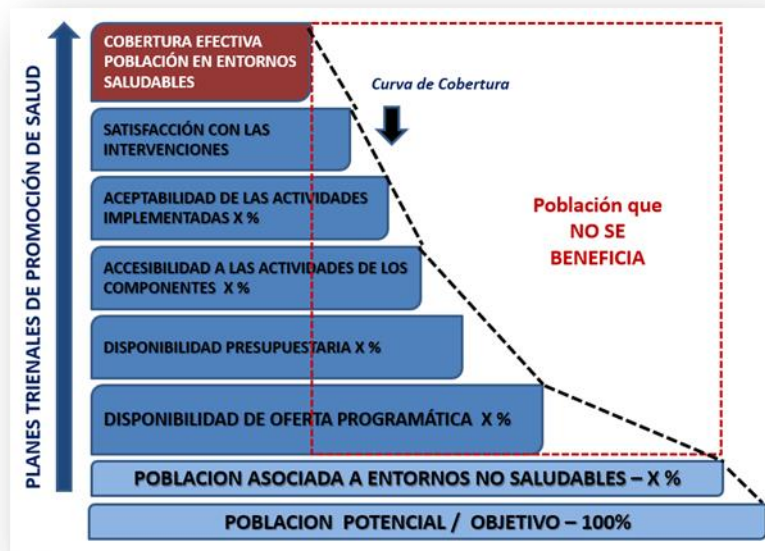 PLANES TRIENALES DE PROMOCIÓN DE SALUD
COBERTURA EFECTIVA
POBLACIÓN EN ENTORNOS
SALUDABLES
Curva de Cobertura
SATISFACCIÓN CON LAS
INTERVENCIONES
ACEPTABILIDAD DE LAS ACTIVIDADES
IMPLEMENTADAS X %
Población que
NO SE
BENEFICIA
ACCESIBILIDAD A LAS ACTIVIDADES DE LOS
COMPONENTES X %
DISPONIBILIDAD PRESUPUESTARIA X %
DISPONIBILIDAD DE OFERTA PROGRAMÁTICA X %
POBLACION ASOCIADA A ENTORNOS NO SALUDABLES – X %
POBLACION POTENCIAL / OBJETIVO – 100%